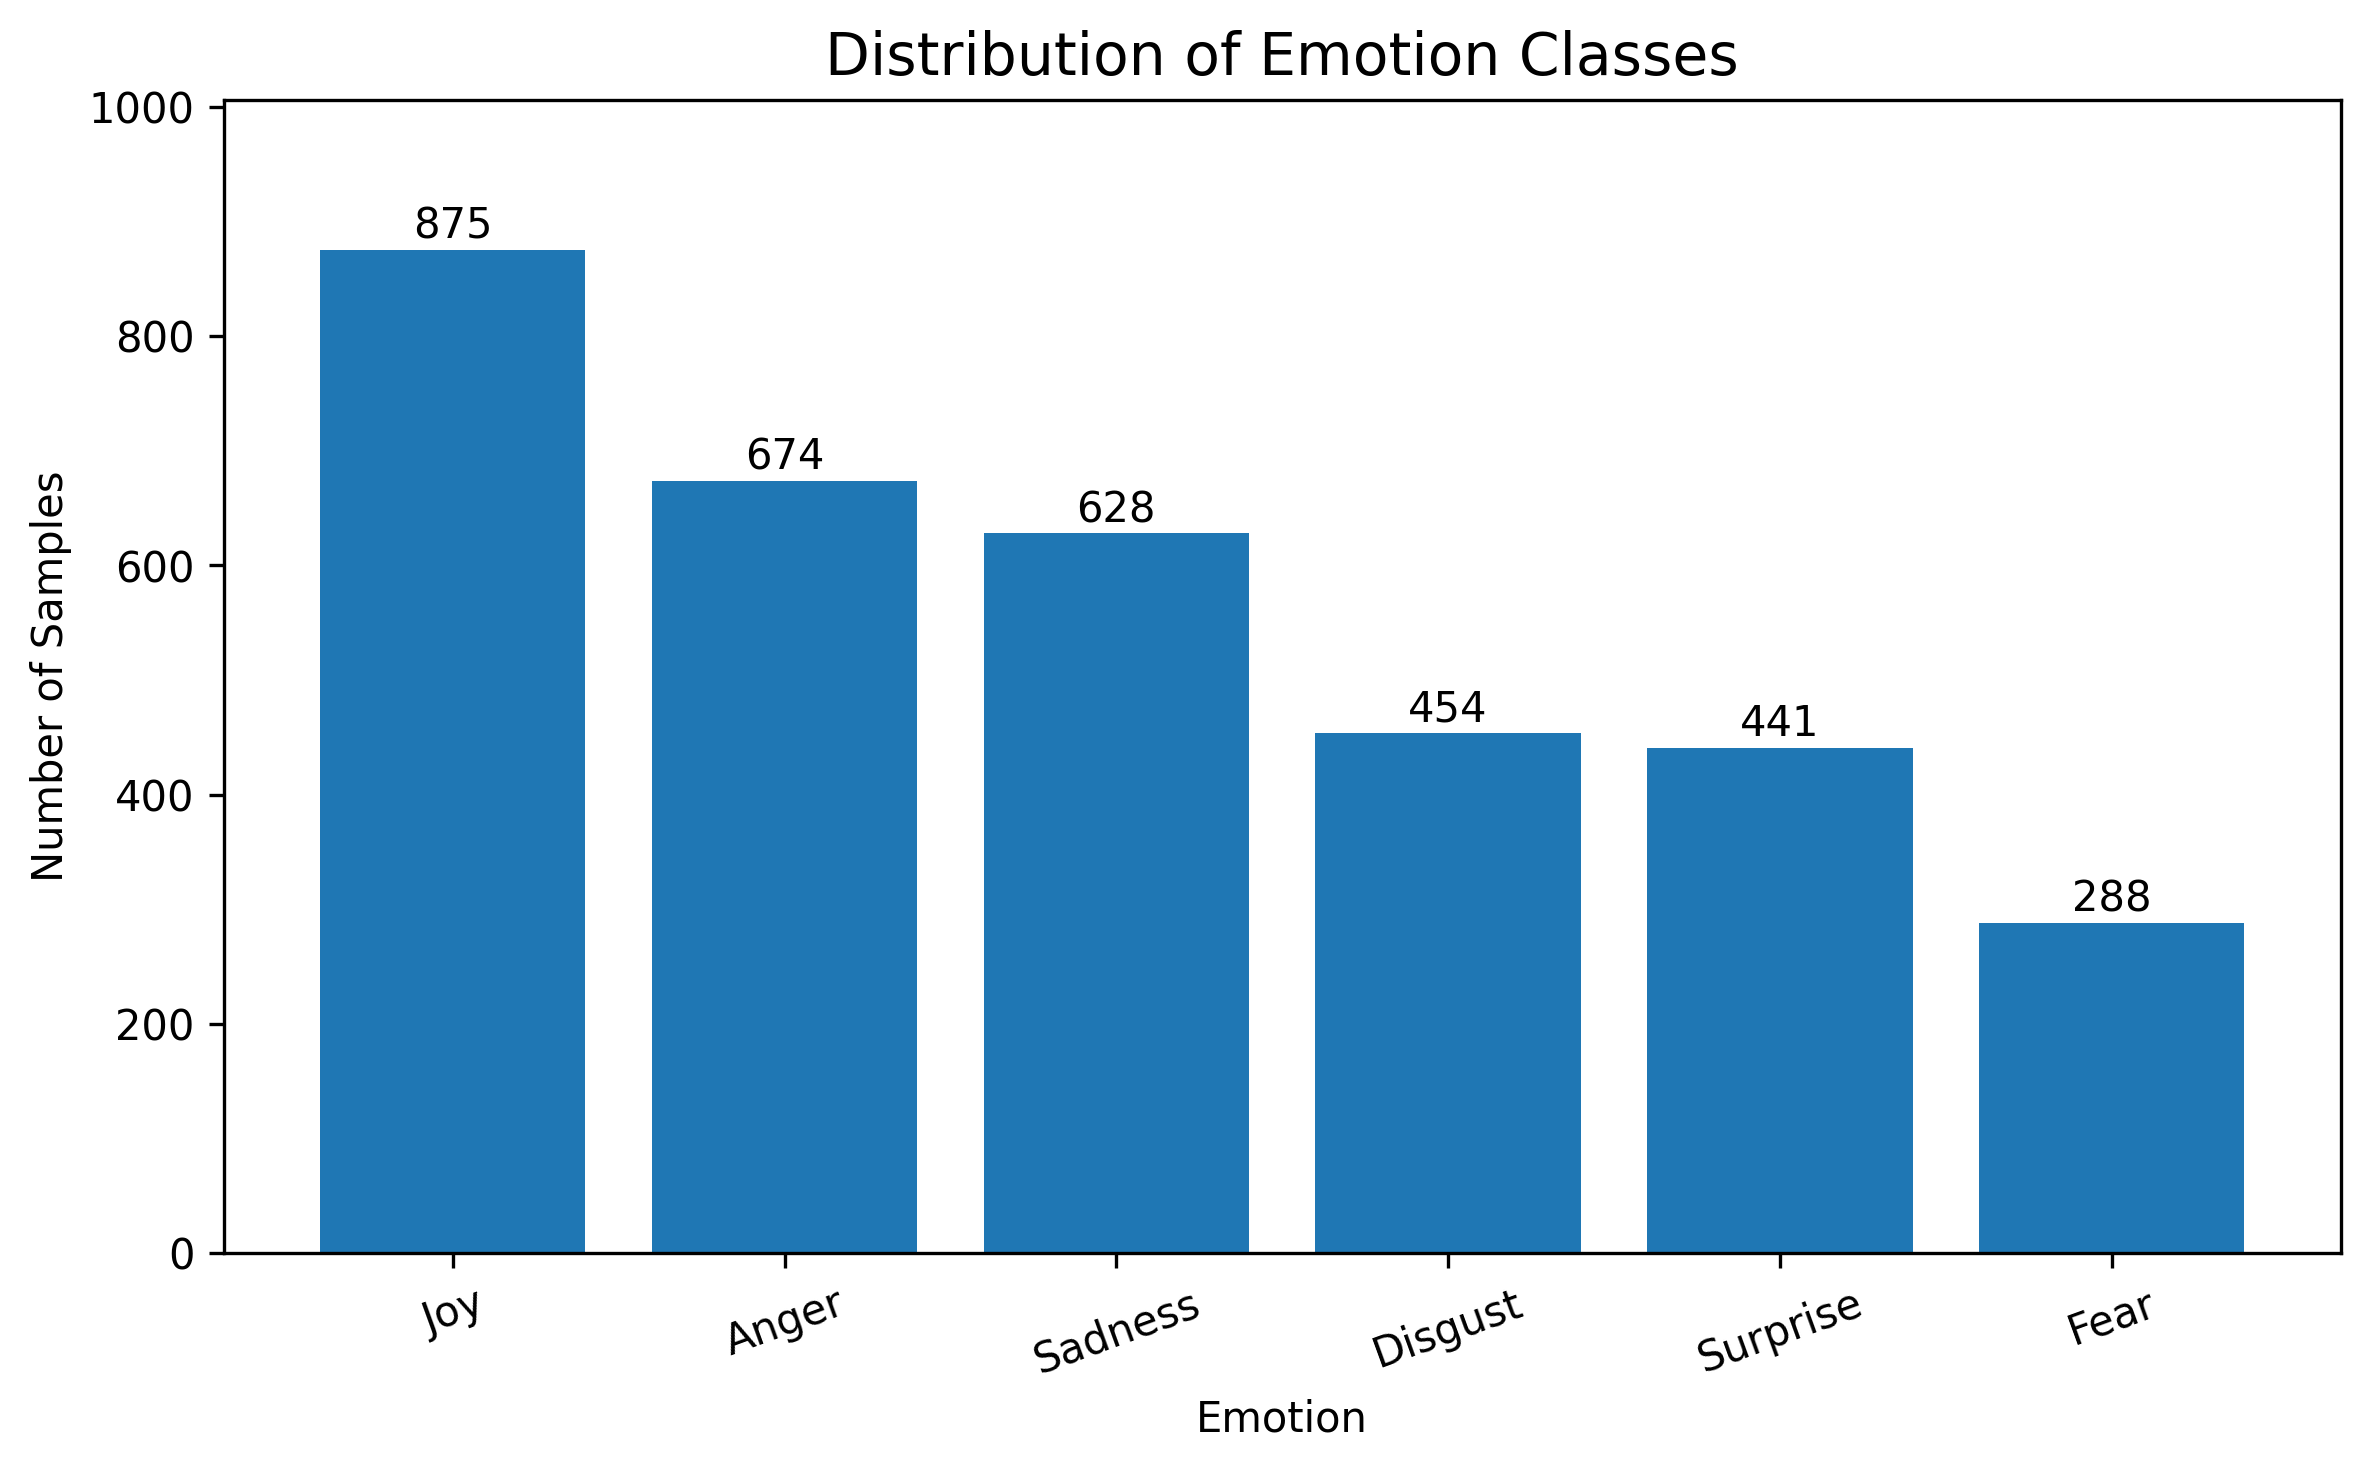 Distribution of Emotion Classes
1000
800
600
400
200
0
Number of Samples
875
674
628
454
441
288
Joy
Anger
Sadness
Disgust
Surprise
Fear
Emotion